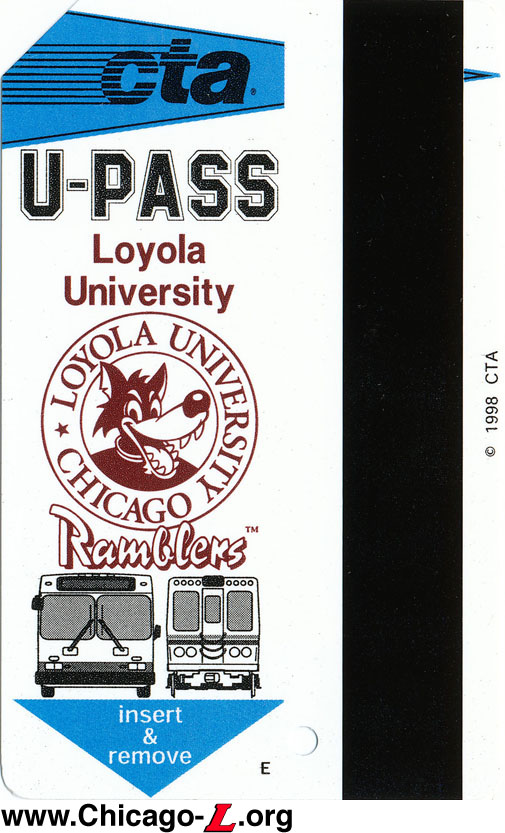 cta®
U-PASS
Loyola
University
LOYOLA UNIVERSITY
★ CHICAGO
Ramblers™
insert
&
remove
E
© 1998 CTA
www.Chicago-L.org